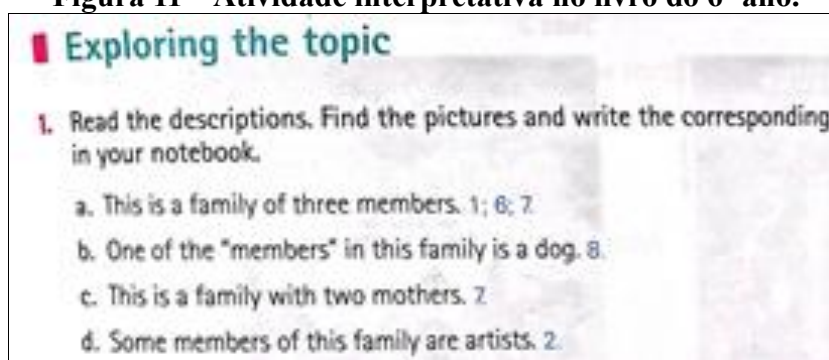 Figura 11 – Atividade interpretativa no livro do 6º ano.
Exploring the topic
1. Read the descriptions. Find the pictures and write the corresponding
in your notebook.
a. This is a family of three members. 1; 6; 7.
b. One of the "members" in this family is a dog. 8.
c. This is a family with two mothers. 7.
d. Some members of this family are artists. 2.